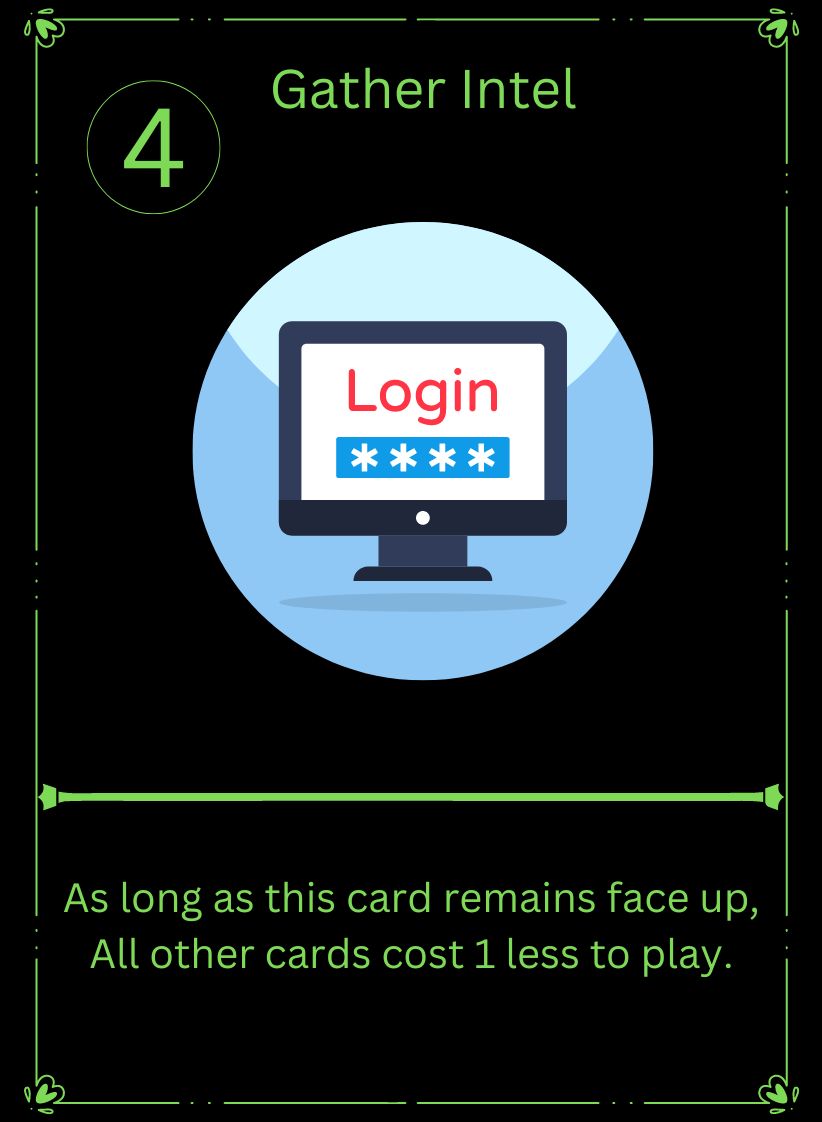 Gather Intel
4
Login
****
As long as this card remains face up,
All other cards cost 1 less to play.